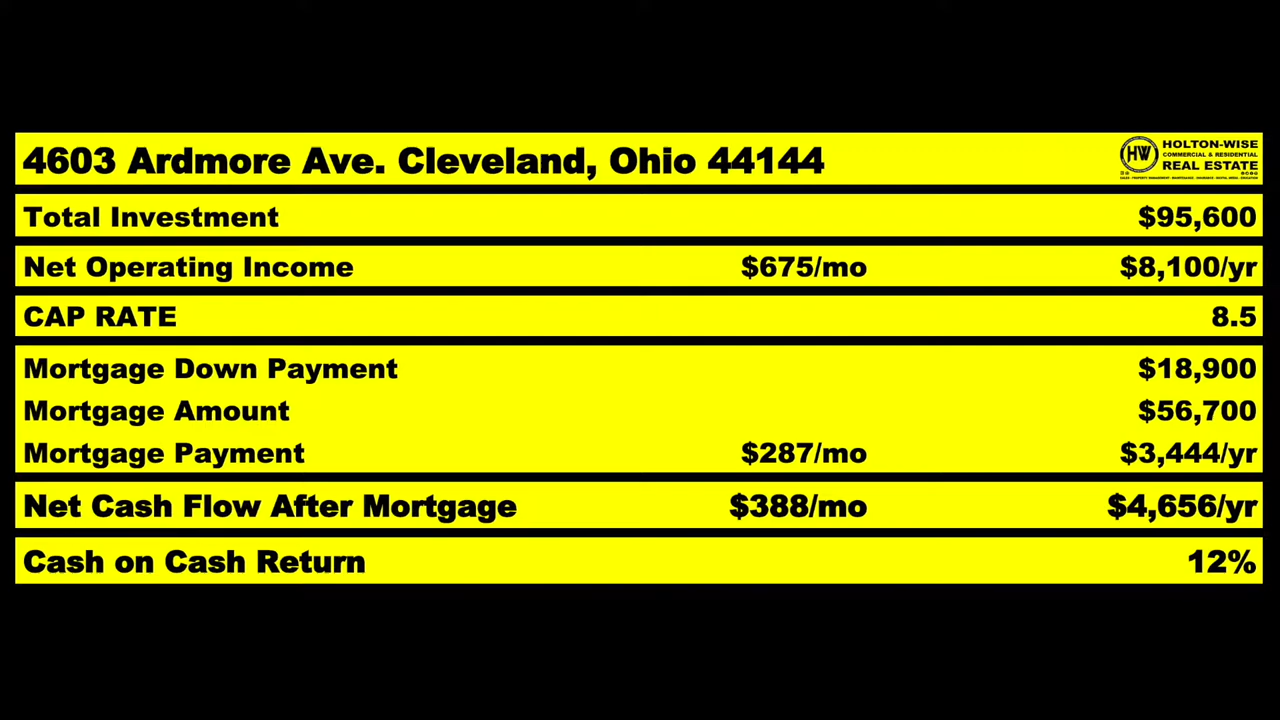 4603 Ardmore Ave. Cleveland, Ohio 44144
HW
HOLTON-WISE
COMMERCIAL & RESIDENTIAL
REAL ESTATE
Total Investment $95,600
Net Operating Income $675/mo $8,100/yr
CAP RATE 8.5
Mortgage Down Payment $18,900
Mortgage Amount $56,700
Mortgage Payment $287/mo $3,444/yr
Net Cash Flow After Mortgage $388/mo $4,656/yr
Cash on Cash Return 12%